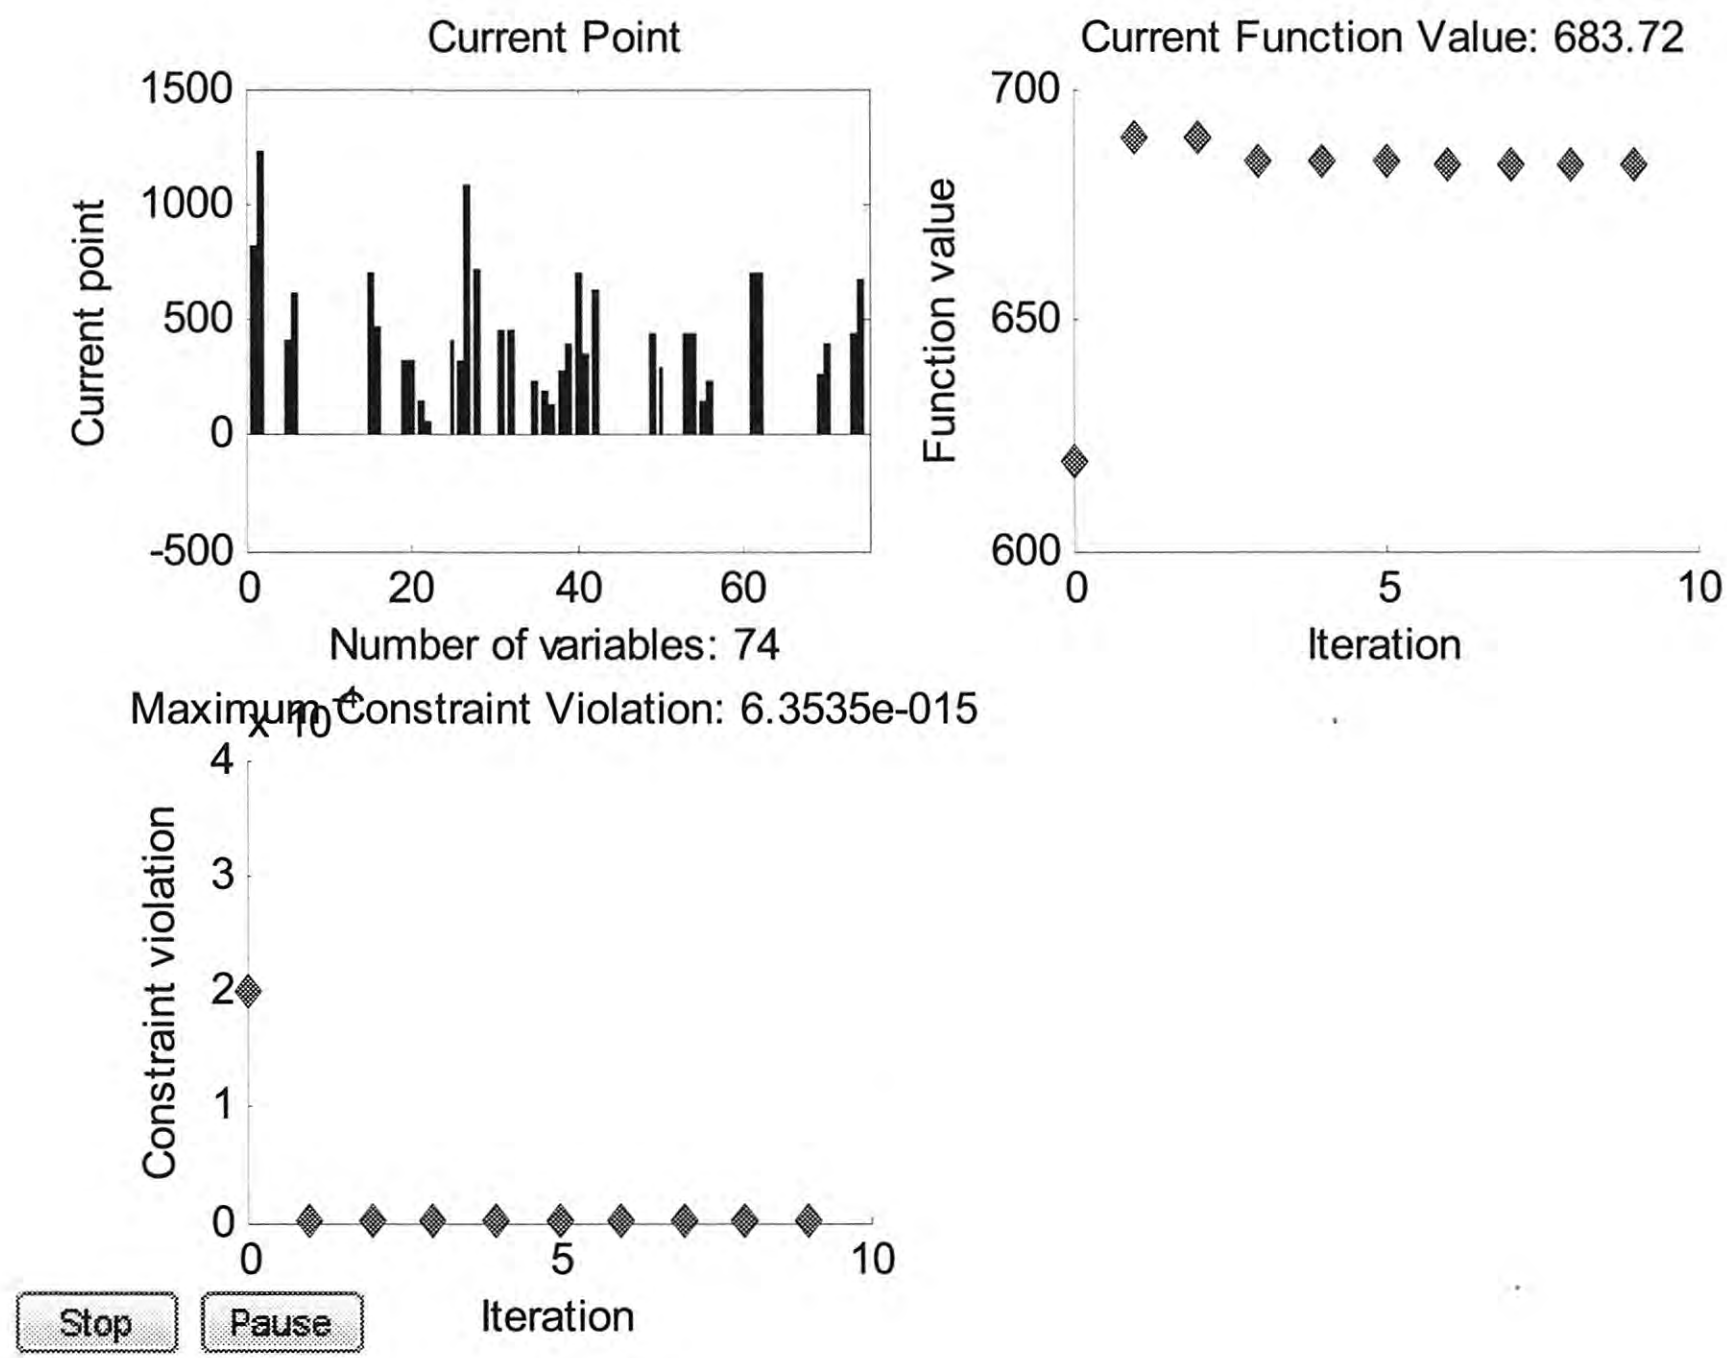 Current Point
1500
1000
500
0
-500
Current point
0 20 40 60
Number of variables: 74
Current Function Value: 683.72
700
650
600
Function value
0 5 10
Iteration
Maximum Constraint Violation: 6.3535e-015
x 10-4
4
3
2
1
0
Constraint violation
0 5 10
Iteration
Stop Pause